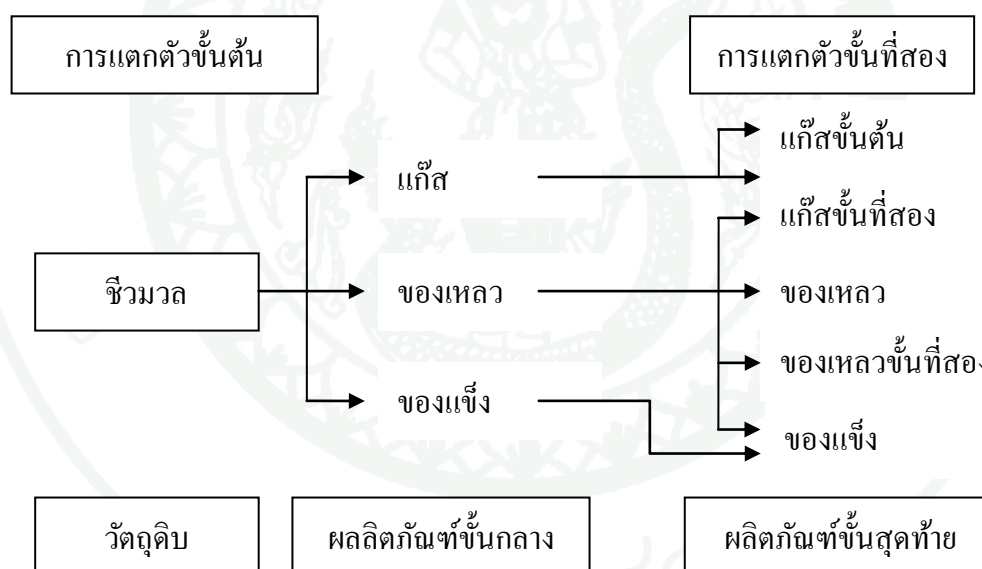 การแตกตัวขั้นต้น
การแตกตัวขั้นที่สอง
แก๊สขั้นต้น
แก๊ส
แก๊สขั้นที่สอง
ชีวมวล
ของเหลว
ของเหลว
ของเหลวขั้นที่สอง
ของแข็ง
ของแข็ง
วัตถุดิบ
ผลลิตภัณฑ์ขั้นกลาง
ผลิตภัณฑ์ขั้นสุดท้าย